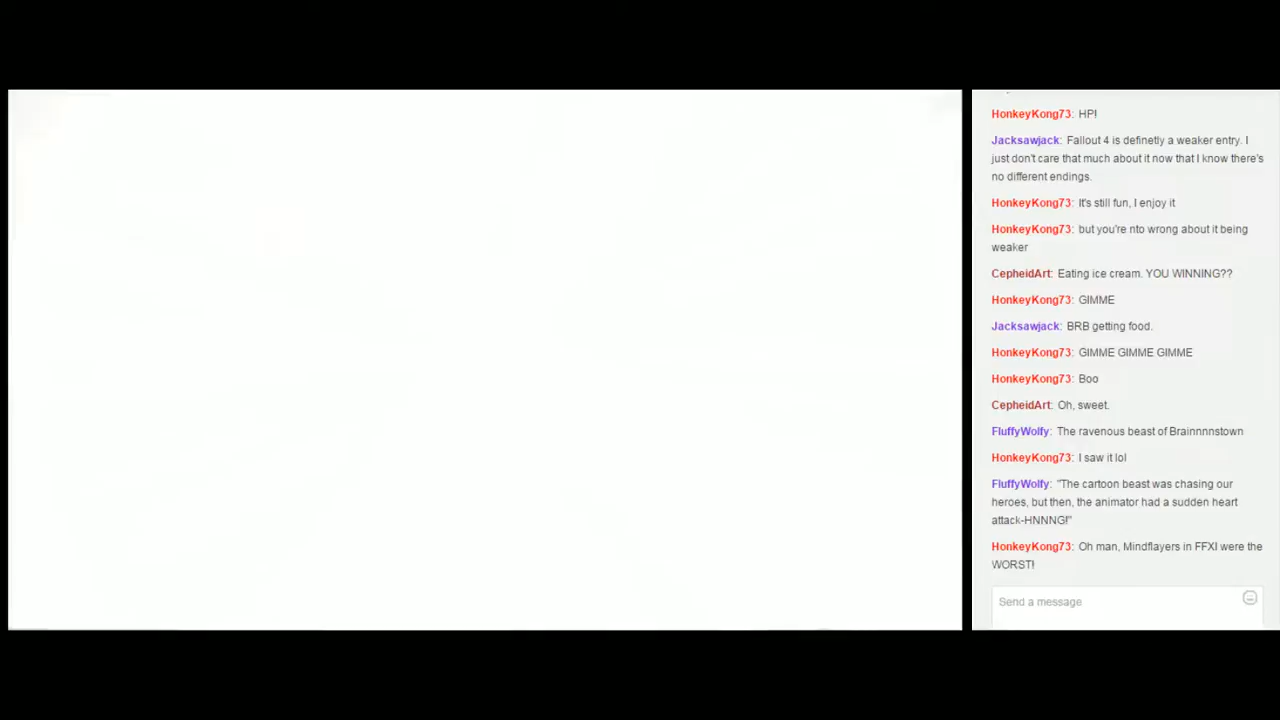 HonkeyKong73: HP!
Jacksawjack: Fallout 4 is definetly a weaker entry. I
just don't care that much about it now that I know there's
no different endings.
HonkeyKong73: It's still fun, I enjoy it
HonkeyKong73: but you're nto wrong about it being
weaker
CepheidArt: Eating ice cream. YOU WINNING??
HonkeyKong73: GIMME
Jacksawjack: BRB getting food.
HonkeyKong73: GIMME GIMME GIMME
HonkeyKong73: Boo
CepheidArt: Oh, sweet.
FluffyWolfy: The ravenous beast of Brainnnnstown
HonkeyKong73: I saw it lol
FluffyWolfy: "The cartoon beast was chasing our
heroes, but then, the animator had a sudden heart
attack-HNNNG!"
HonkeyKong73: Oh man, Mindflayers in FFXI were the
WORST!
Send a message